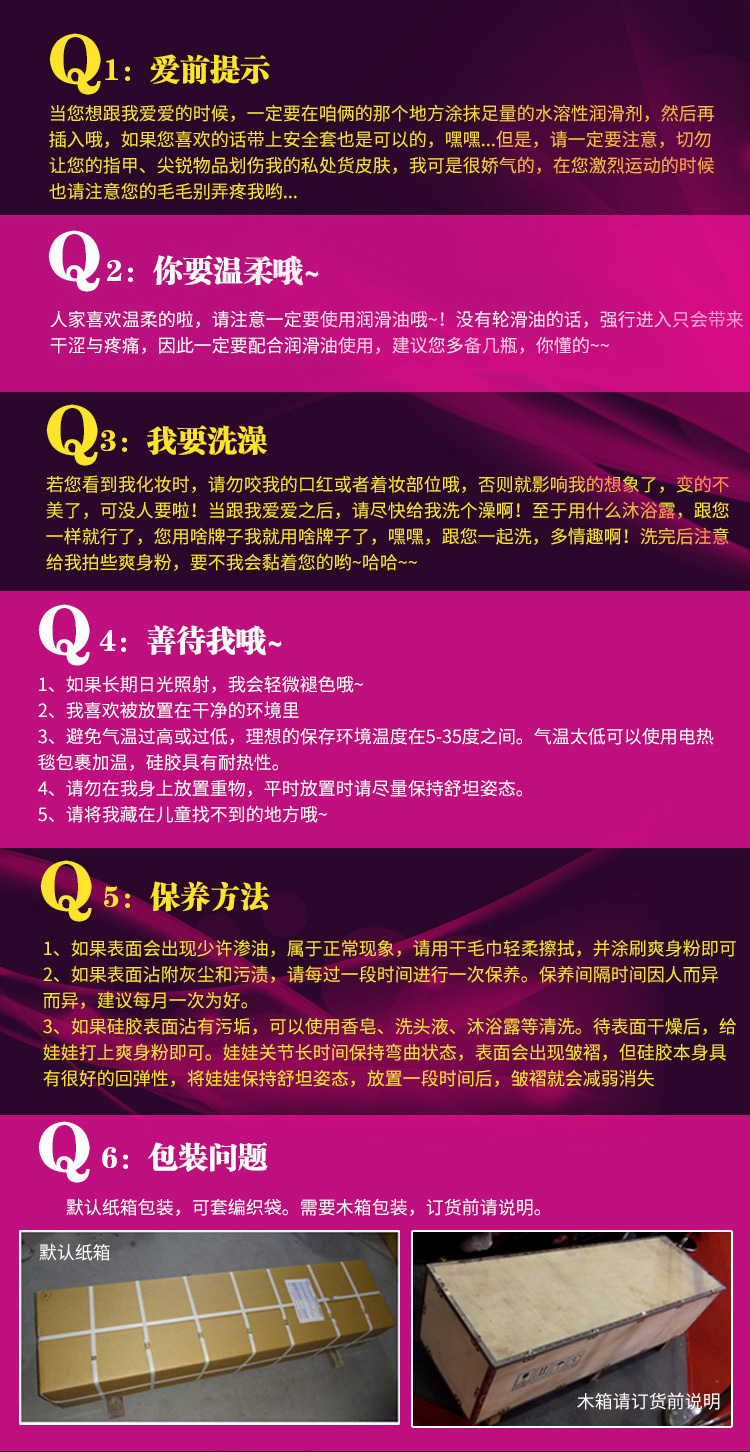 Q1：爱前提示
当您想跟我爱爱的时候，一定要在咱俩的那个地方涂抹足量的水溶性润滑剂，然后再
插入哦，如果您喜欢的话带上安全套也是可以的，嘿嘿...但是，请一定要注意，切勿
让您的指甲、尖锐物品划伤我的私处货皮肤，我可是很娇气的，在您激烈运动的时候
也请注意您的毛毛别弄疼我哟...
Q2：你要温柔哦~
人家喜欢温柔的啦，请注意一定要使用润滑油哦~！没有轮滑油的话，强行进入只会带来
干涩与疼痛，因此一定要配合润滑油使用，建议您多备几瓶，你懂的~~
Q3：我要洗澡
若您看到我化妆时，请勿咬我的口红或者着妆部位哦，否则就影响我的想象了，变的不
美了，可没人要啦！当跟我爱爱之后，请尽快给我洗个澡啊！至于用什么沐浴露，跟您
一样就行了，您用啥牌子我就用啥牌子了，嘿嘿，跟您一起洗，多情趣啊！洗完后注意
给我拍些爽身粉，要不我会黏着您的哟~哈哈~~
Q4：善待我哦~
1、如果长期日光照射，我会轻微褪色哦~
2、我喜欢被放置在干净的环境里
3、避免气温过高或过低，理想的保存环境温度在5-35度之间。气温太低可以使用电热
毯包裹加温，硅胶具有耐热性。
4、请勿在我身上放置重物，平时放置时请尽量保持舒坦姿态。
5、请将我藏在儿童找不到的地方哦~
Q5：保养方法
1、如果表面会出现少许渗油，属于正常现象，请用干毛巾轻柔擦拭，并涂刷爽身粉即可
2、如果表面沾附灰尘和污渍，请每过一段时间进行一次保养。保养间隔时间因人而异
而异，建议每月一次为好。
3、如果硅胶表面沾有污垢，可以使用香皂、洗头液、沐浴露等清洗。待表面干燥后，给
娃娃打上爽身粉即可。娃娃关节长时间保持弯曲状态，表面会出现皱褶，但硅胶本身具
有很好的回弹性，将娃娃保持舒坦姿态，放置一段时间后，皱褶就会减弱消失
Q6：包装问题
默认纸箱包装，可套编织袋。需要木箱包装，订货前请说明。
默认纸箱
木箱请订货前说明